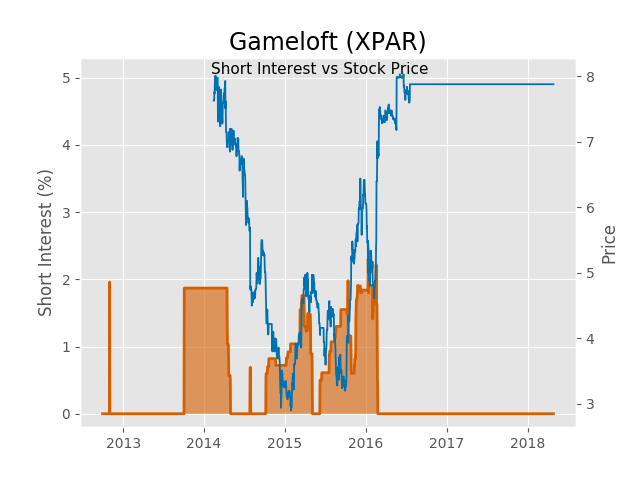 Gameloft (XPAR)
Short Interest vs Stock Price
Short Interest (%)
5
4
3
2
1
0
8
7
6
5
4
3
Price
2013 2014 2015 2016 2017 2018